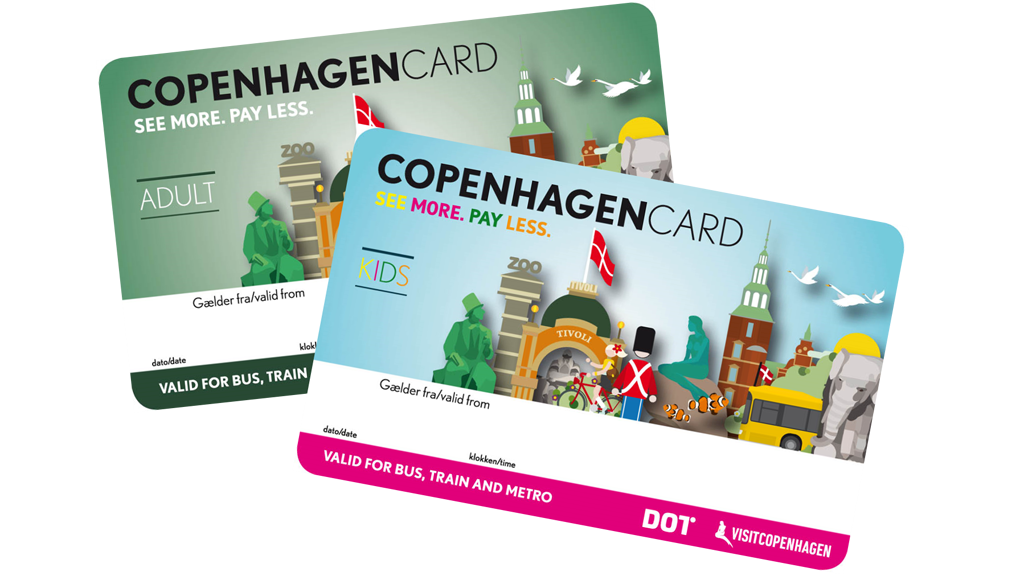 COPENHAGENCARD
SEE MORE. PAY LESS.
ZOO
ADULT
Gælder fra/valid from
dato/date
VALID FOR BUS, TRAIN
COPENHAGENCARD
SEE MORE. PAY LESS.
KIDS
ZOO
TIVOLI
TIVOLI
Gælder fra/valid from
dato/date
klokken/time
VALID FOR BUS, TRAIN AND METRO
DOT
VISITCOPENHAGEN